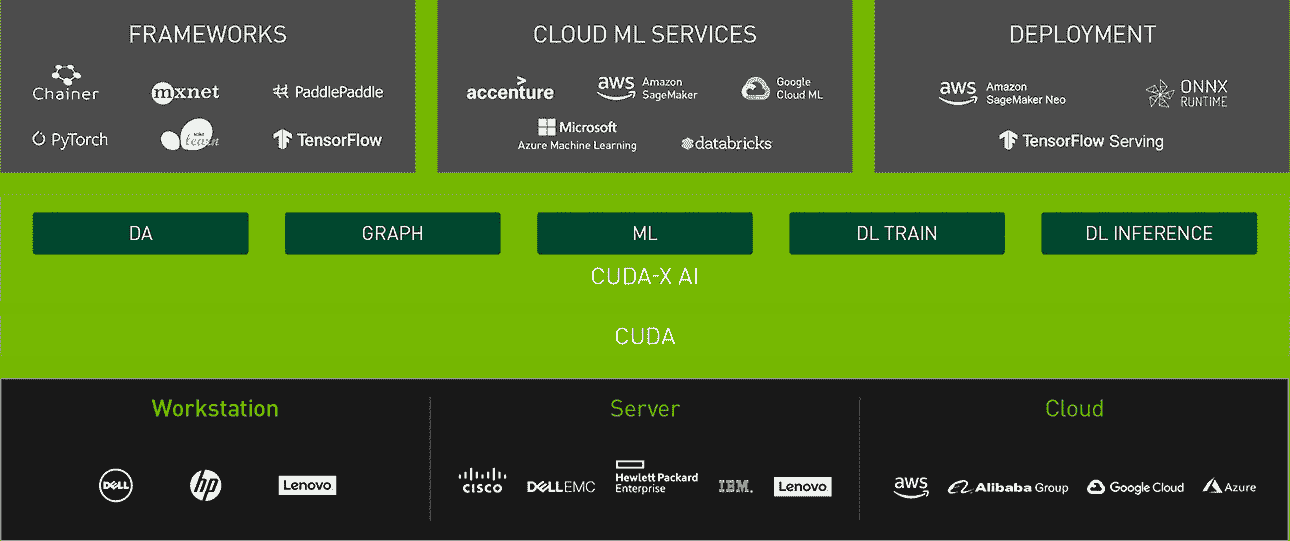 FRAMEWORKS
Chainer
mxnet
PaddlePaddle
PyTorch
scikit
learn
TensorFlow
CLOUD ML SERVICES
accenture
aws
Amazon
SageMaker
Google
Cloud ML
Microsoft
Azure Machine Learning
databricks
DEPLOYMENT
aws
Amazon
SageMaker Neo
ONNX
RUNTIME
TensorFlow Serving
DA
GRAPH
ML
DL TRAIN
DL INFERENCE
CUDA-X AI
CUDA
Workstation
DELL
hp
Lenovo
Server
CISCO
DELLEMC
Hewlett Packard
Enterprise
IBM.
Lenovo
Cloud
aws
Alibaba Group
Google Cloud
Azure